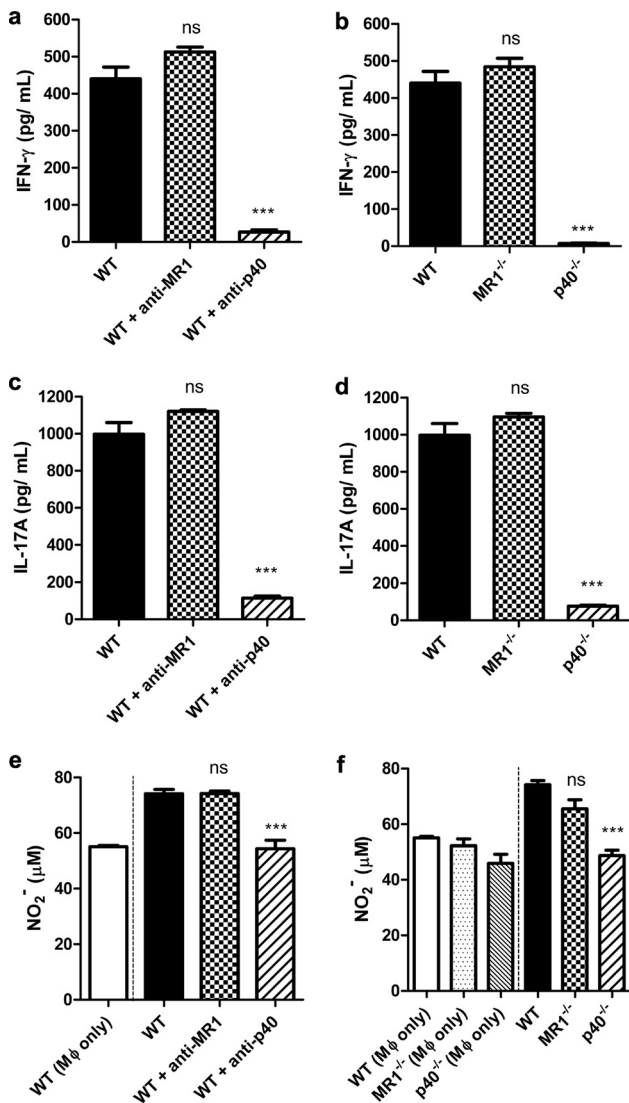 a
IFN-γ (pg/ mL)
600
500
400
300
200
100
0
ns
***
WT
WT + anti-MR1
WT + anti-p40
b
IFN-γ (pg/ mL)
600
500
400
300
200
100
0
ns
***
WT
MR1⁻/⁻
p40⁻/⁻
c
IL-17A (pg/ mL)
1200
1000
800
600
400
200
0
ns
***
WT
WT + anti-MR1
WT + anti-p40
d
IL-17A (pg/ mL)
1200
1000
800
600
400
200
0
ns
***
WT
MR1⁻/⁻
p40⁻/⁻
e
NO₂⁻ (μM)
80
60
40
20
0
ns
***
WT (Mϕ only)
WT
WT + anti-MR1
WT + anti-p40
f
NO₂⁻ (μM)
80
60
40
20
0
ns
***
WT (Mϕ only)
MR1⁻/⁻ (Mϕ only)
p40⁻/⁻ (Mϕ only)
WT
MR1⁻/⁻
p40⁻/⁻